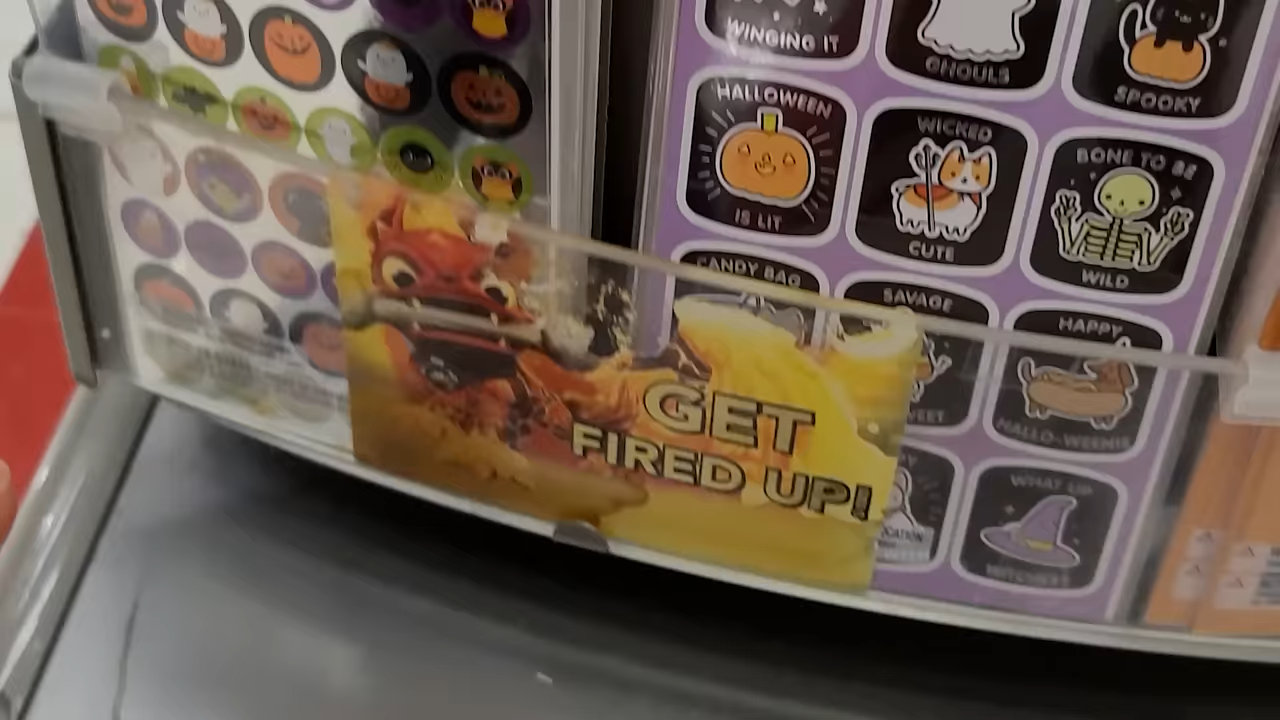 WINGING IT
GHOULS
SPOOKY
HALLOWEEN
IS LIT
WICKED
CUTE
BONE TO BE
WILD
CANDY BAG
SAVAGE
HAPPY
HALLO-WEENIE
WHAT UP
WITCHES
GET
FIRED UP!